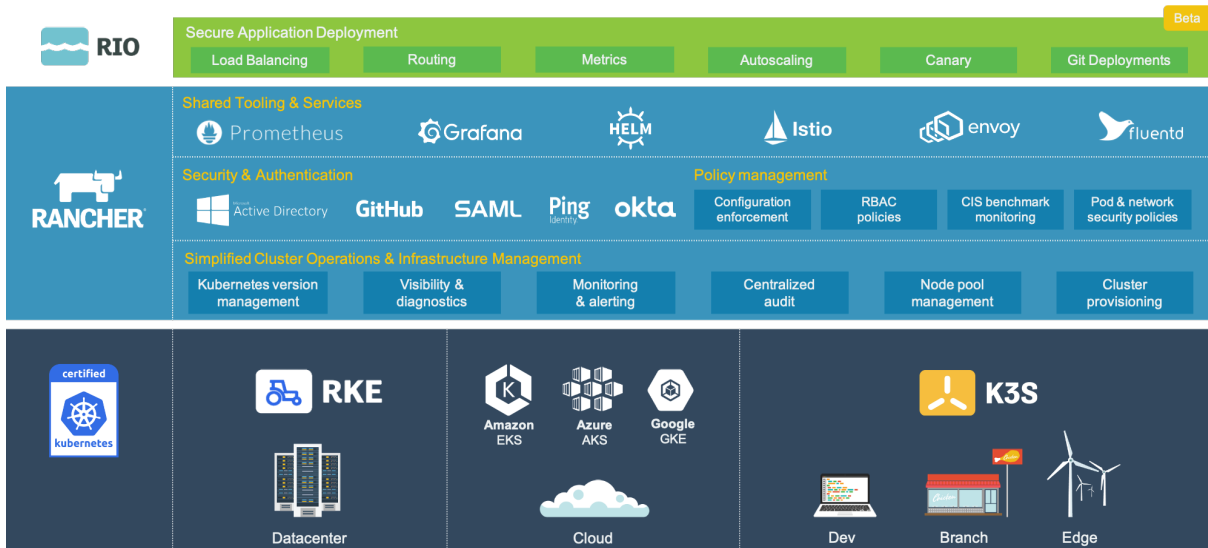 Beta
RIO
Secure Application Deployment
Load Balancing
Routing
Metrics
Autoscaling
Canary
Git Deployments
RANCHER®
Shared Tooling & Services
Prometheus
Grafana
HELM
Istio
envoy
fluentd
Security & Authentication
Microsoft
Active Directory
GitHub
SAML
Ping
Identity
okta
Policy management
Configuration
enforcement
RBAC
policies
CIS benchmark
monitoring
Pod & network
security policies
Simplified Cluster Operations & Infrastructure Management
Kubernetes version
management
Visibility &
diagnostics
Monitoring
& alerting
Centralized
audit
Node pool
management
Cluster
provisioning
certified
kubernetes
RKE
Datacenter
K
Amazon
EKS
Azure
AKS
Google
GKE
Cloud
K3S
Dev
Branch
Edge